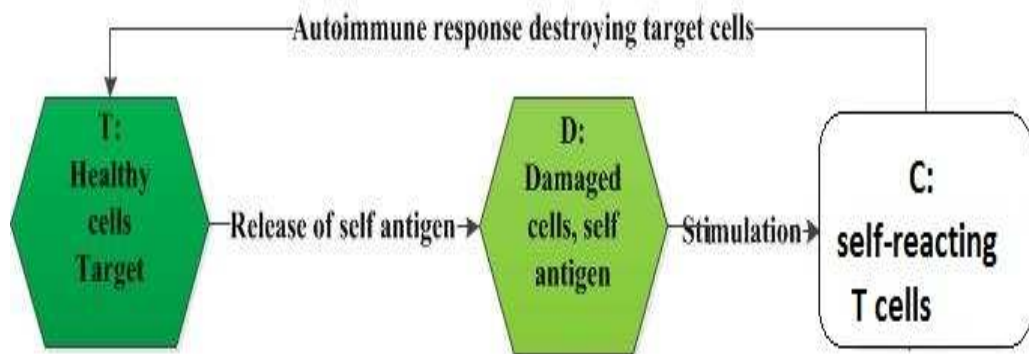 Autoimmune response destroying target cells
T:
Healthy
cells
Target
Release of self antigen
D:
Damaged
cells, self
antigen
Stimulation
C:
self-reacting
T cells